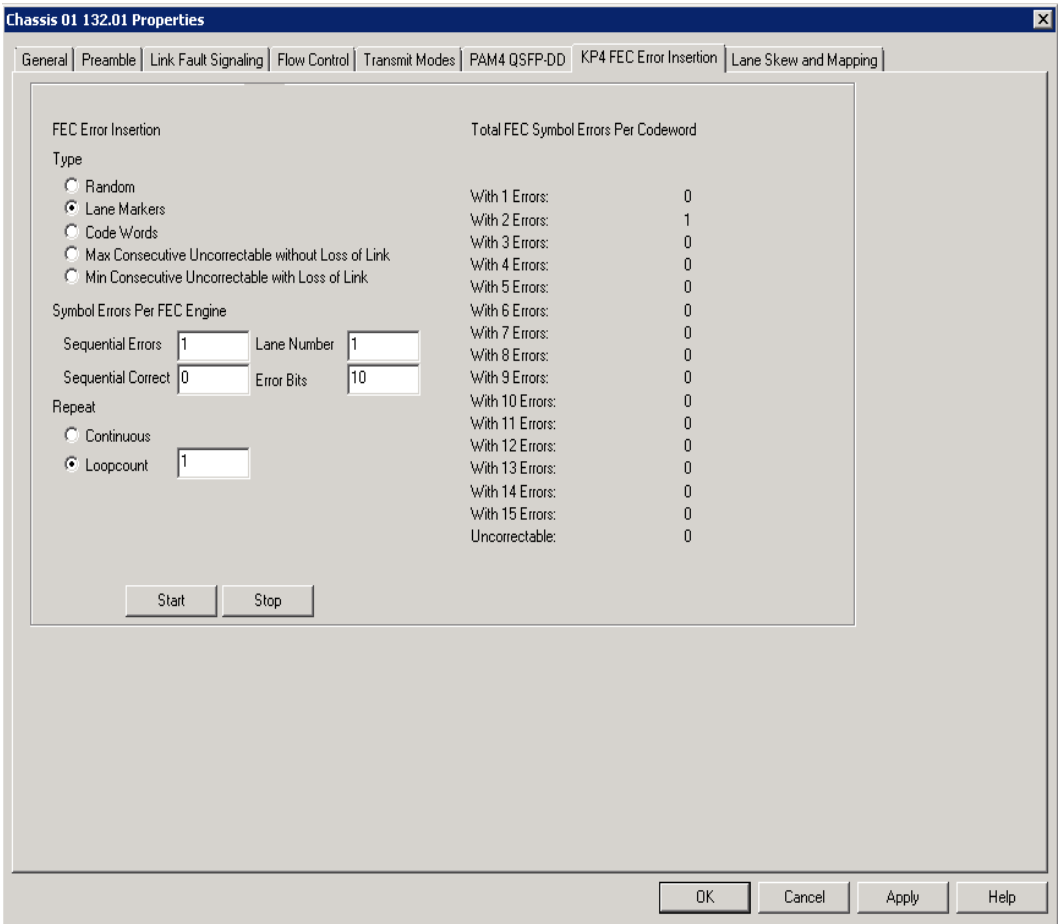 Chassis 01 132.01 Properties
General Preamble Link Fault Signaling Flow Control Transmit Modes PAM4 QSFP-DD KP4 FEC Error Insertion Lane Skew and Mapping
FEC Error Insertion
Type
Random
Lane Markers
Code Words
Max Consecutive Uncorrectable without Loss of Link
Min Consecutive Uncorrectable with Loss of Link
Symbol Errors Per FEC Engine
Sequential Errors 1 Lane Number 1
Sequential Correct 0 Error Bits 10
Repeat
Continuous
Loopcount 1
Start Stop
Total FEC Symbol Errors Per Codeword
With 1 Errors: 0
With 2 Errors: 1
With 3 Errors: 0
With 4 Errors: 0
With 5 Errors: 0
With 6 Errors: 0
With 7 Errors: 0
With 8 Errors: 0
With 9 Errors: 0
With 10 Errors: 0
With 11 Errors: 0
With 12 Errors: 0
With 13 Errors: 0
With 14 Errors: 0
With 15 Errors: 0
Uncorrectable: 0
OK Cancel Apply Help